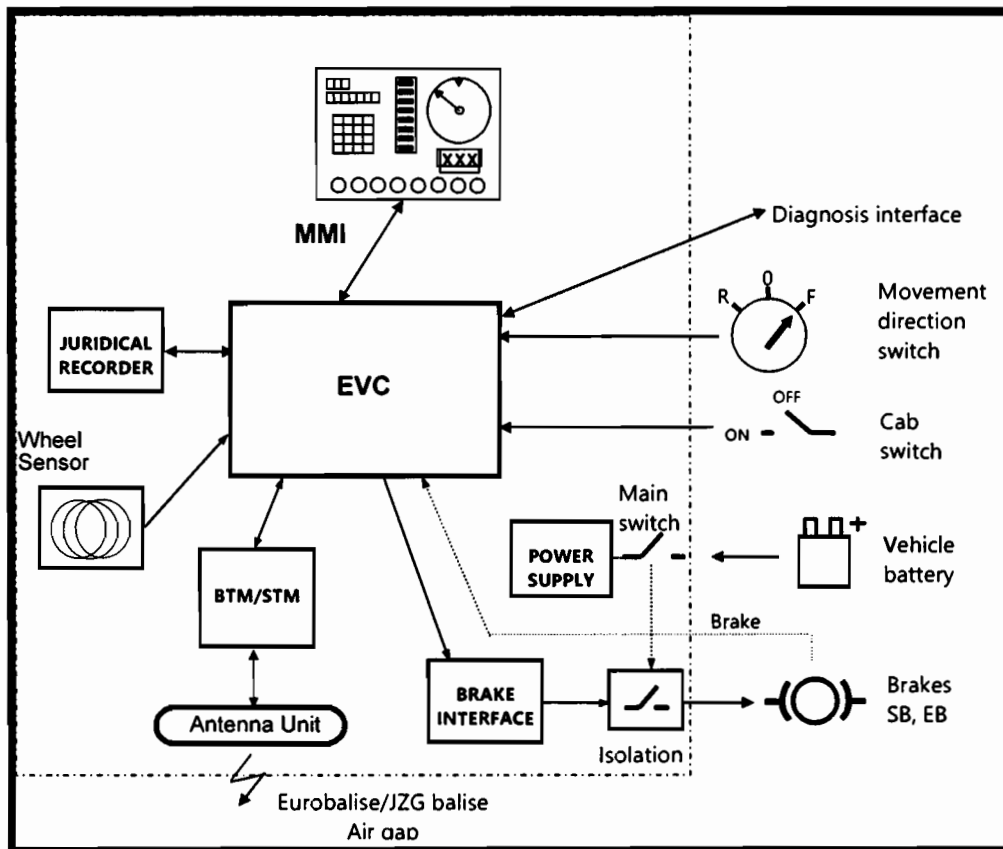 XXX
MMI
Diagnosis interface
R
0
F
Movement
direction
switch
JURIDICAL
RECORDER
EVC
OFF
ON
Cab
switch
Wheel
Sensor
Main
switch
POWER
SUPPLY
+
Vehicle
battery
BTM/STM
Brake
BRAKE
INTERFACE
Brakes
SB, EB
Antenna Unit
Isolation
Eurobalise/JZG balise
Air gap